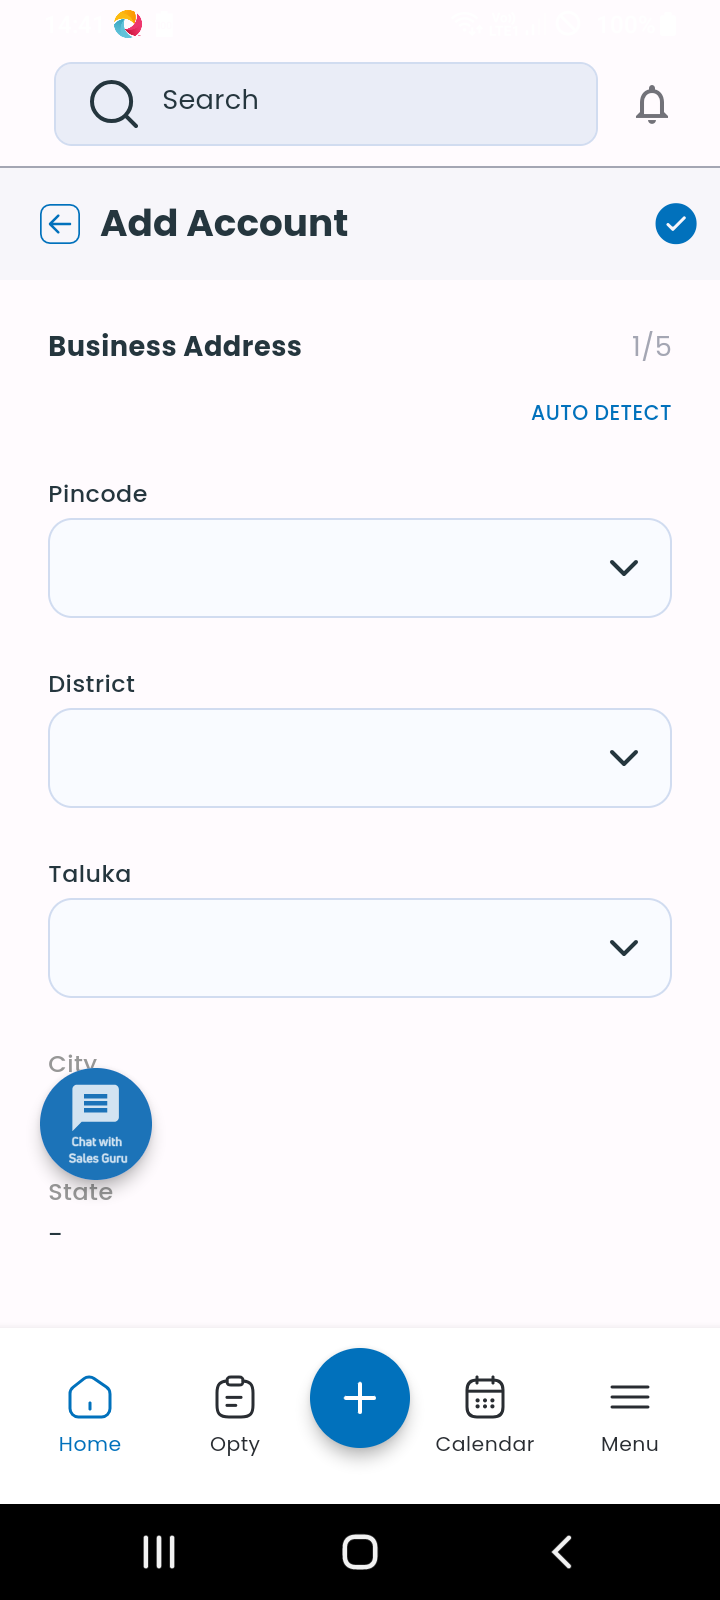 Search
Add Account
Business Address
1/5
AUTO DETECT
Pincode
District
Taluka
City
Chat with
Sales Guru
State
-
Home
Opty
Calendar
Menu